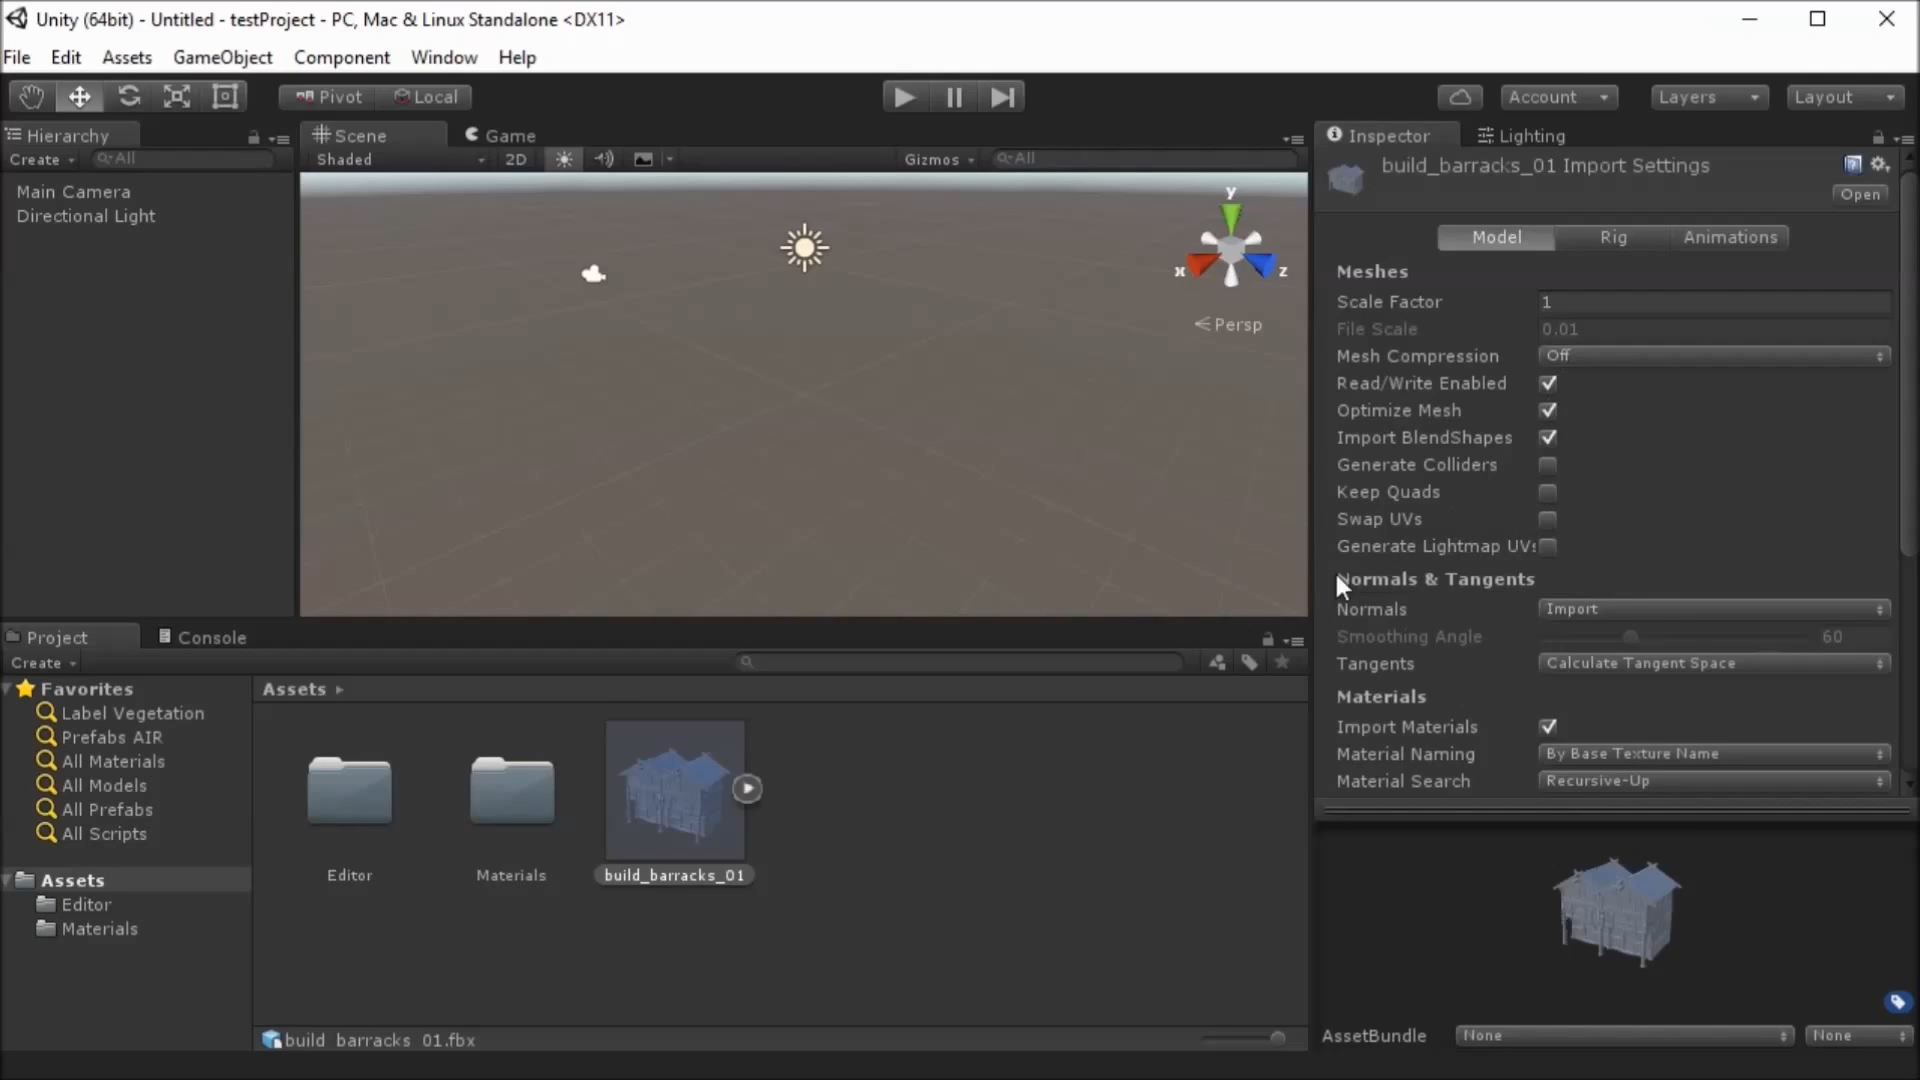 Unity (64bit) - Untitled - testProject - PC, Mac & Linux Standalone <DX11>
File Edit Assets GameObject Component Window Help
Pivot Local Account Layers Layout
Hierarchy
Create All
Main Camera
Directional Light
Scene Game
Shaded 2D Gizmos All
y
x z
Persp
Project Console
Create
Favorites
Label Vegetation
Prefabs AIR
All Materials
All Models
All Prefabs
All Scripts
Assets
Editor
Materials
Assets
Editor Materials build_barracks_01
build_barracks_01.fbx
Inspector Lighting
build_barracks_01 Import Settings
Open
Model Rig Animations
Meshes
Scale Factor 1
File Scale 0.01
Mesh Compression Off
Read/Write Enabled
Optimize Mesh
Import BlendShapes
Generate Colliders
Keep Quads
Swap UVs
Generate Lightmap UVs
Normals & Tangents
Normals Import
Smoothing Angle 60
Tangents Calculate Tangent Space
Materials
Import Materials
Material Naming By Base Texture Name
Material Search Recursive-Up
AssetBundle None None